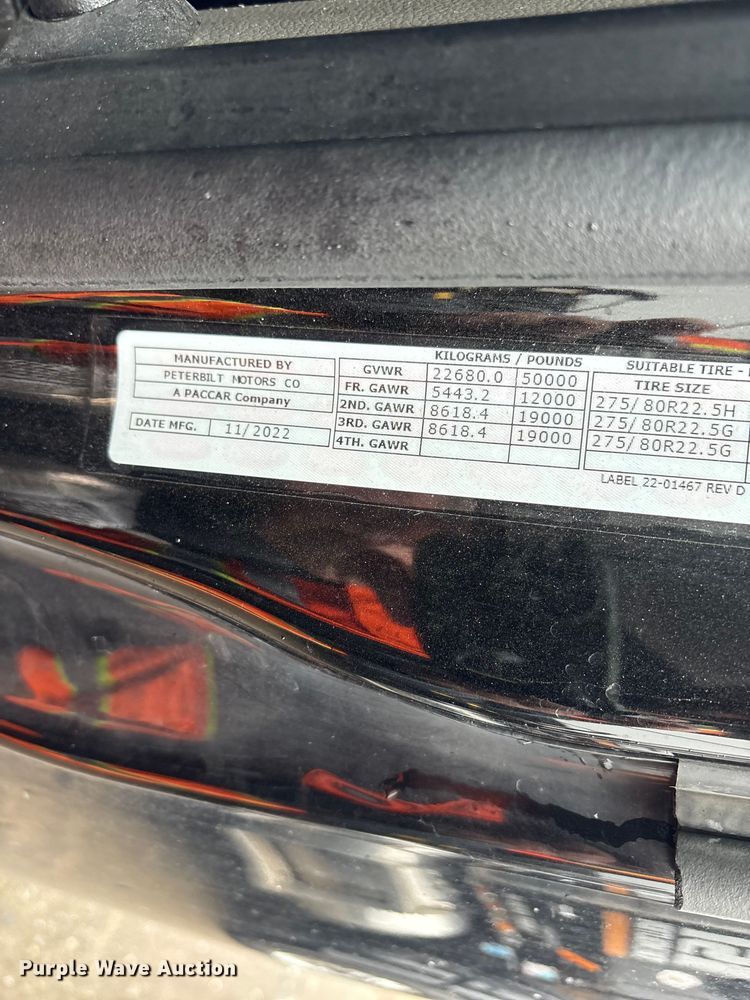 MANUFACTURED BY
PETERBILT MOTORS CO
A PACCAR Company
DATE MFG. 11/2022
KILOGRAMS / POUNDS
GVWR 22680.0 50000
FR. GAWR 5443.2 12000
2ND. GAWR 8618.4 19000
3RD. GAWR 8618.4 19000
4TH. GAWR
SUITABLE TIRE -
TIRE SIZE
275/80R22.5H
275/80R22.5G
275/80R22.5G
LABEL 22-01467 REV D
Purple Wave Auction